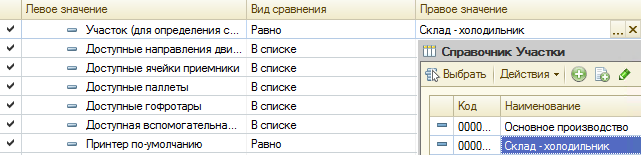 Левое значение Вид сравнения Правое значение
Участок (для определения с... Равно Склад - холодильник ... x
Доступные направления дви... В списке
Доступные ячейки приемники В списке
Доступные паллеты В списке
Доступные гофротары В списке
Доступная вспомогательна... В списке
Принтер по-умолчанию Равно
Справочник Участки
Выбрать Действия
Код Наименование
0000... Основное производство
0000... Склад - холодильник